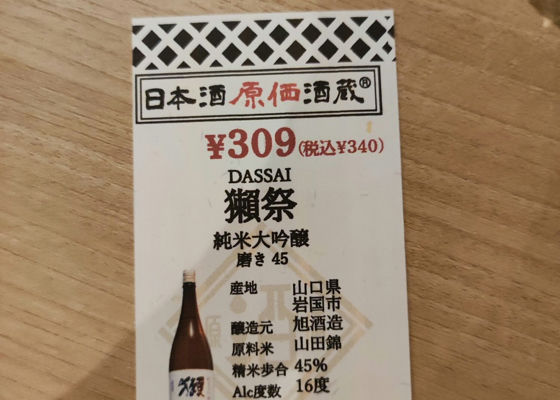 日本酒原価酒蔵®
¥309(税込¥340)
DASSAI
獺祭
純米大吟醸
磨き 45
産地 山口県
岩国市
醸造元 旭酒造
原料米 山田錦
精米歩合 45%
Alc度数 16度